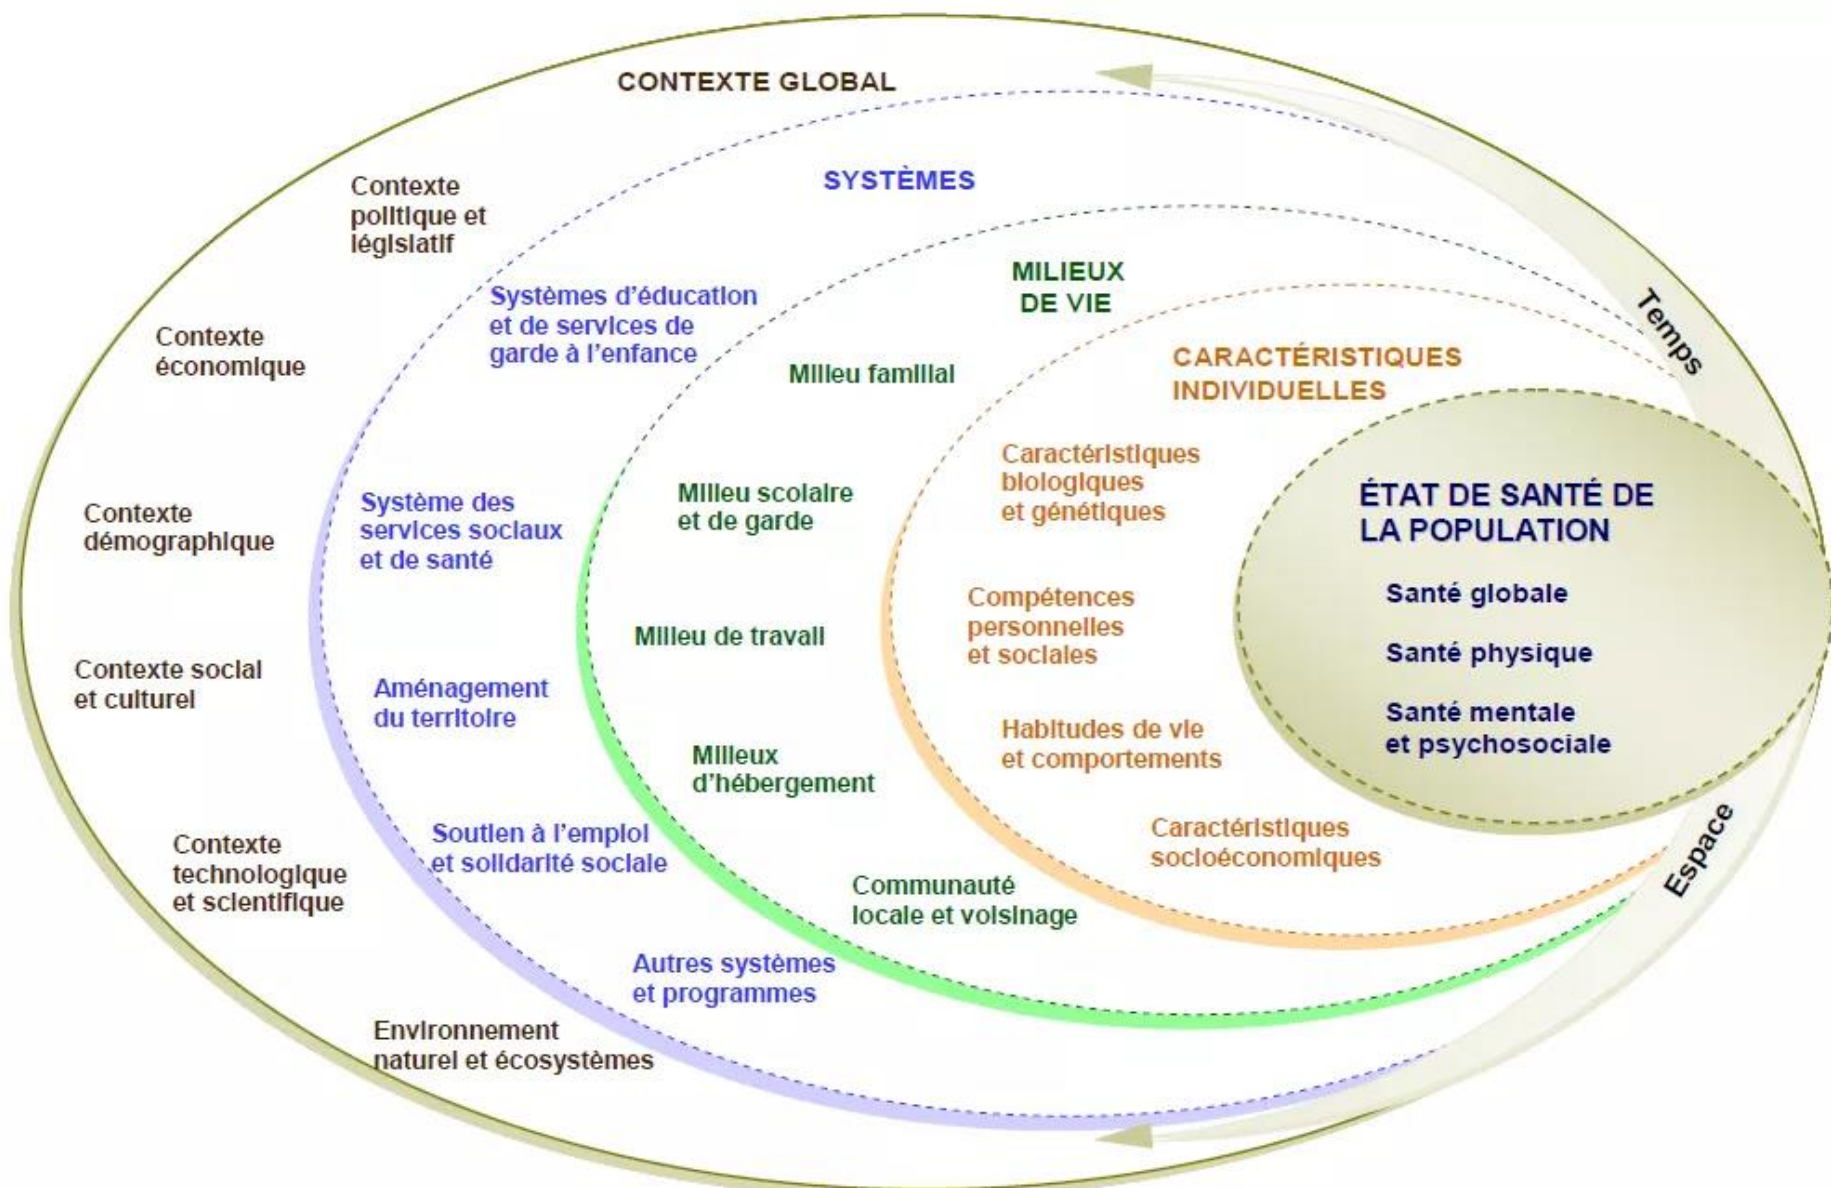 CONTEXTE GLOBAL
Contexte
politique et
législatif
Contexte
économique
Contexte
démographique
Contexte social
et culturel
Contexte
technologique
et scientifique
Environnement
naturel et écosystèmes
SYSTÈMES
Systèmes d'éducation
et de services de
garde à l'enfance
Système des
services sociaux
et de santé
Aménagement
du territoire
Soutien à l'emploi
et solidarité sociale
Autres systèmes
et programmes
MILIEUX
DE VIE
Milieu familial
Milieu scolaire
et de garde
Milieu de travail
Milieux
d'hébergement
Communauté
locale et voisinage
CARACTÉRISTIQUES
INDIVIDUELLES
Caractéristiques
biologiques
et génétiques
Compétences
personnelles
et sociales
Habitudes de vie
et comportements
Caractéristiques
socioéconomiques
ÉTAT DE SANTÉ DE
LA POPULATION
Santé globale
Santé physique
Santé mentale
et psychosociale
Temps
Espace